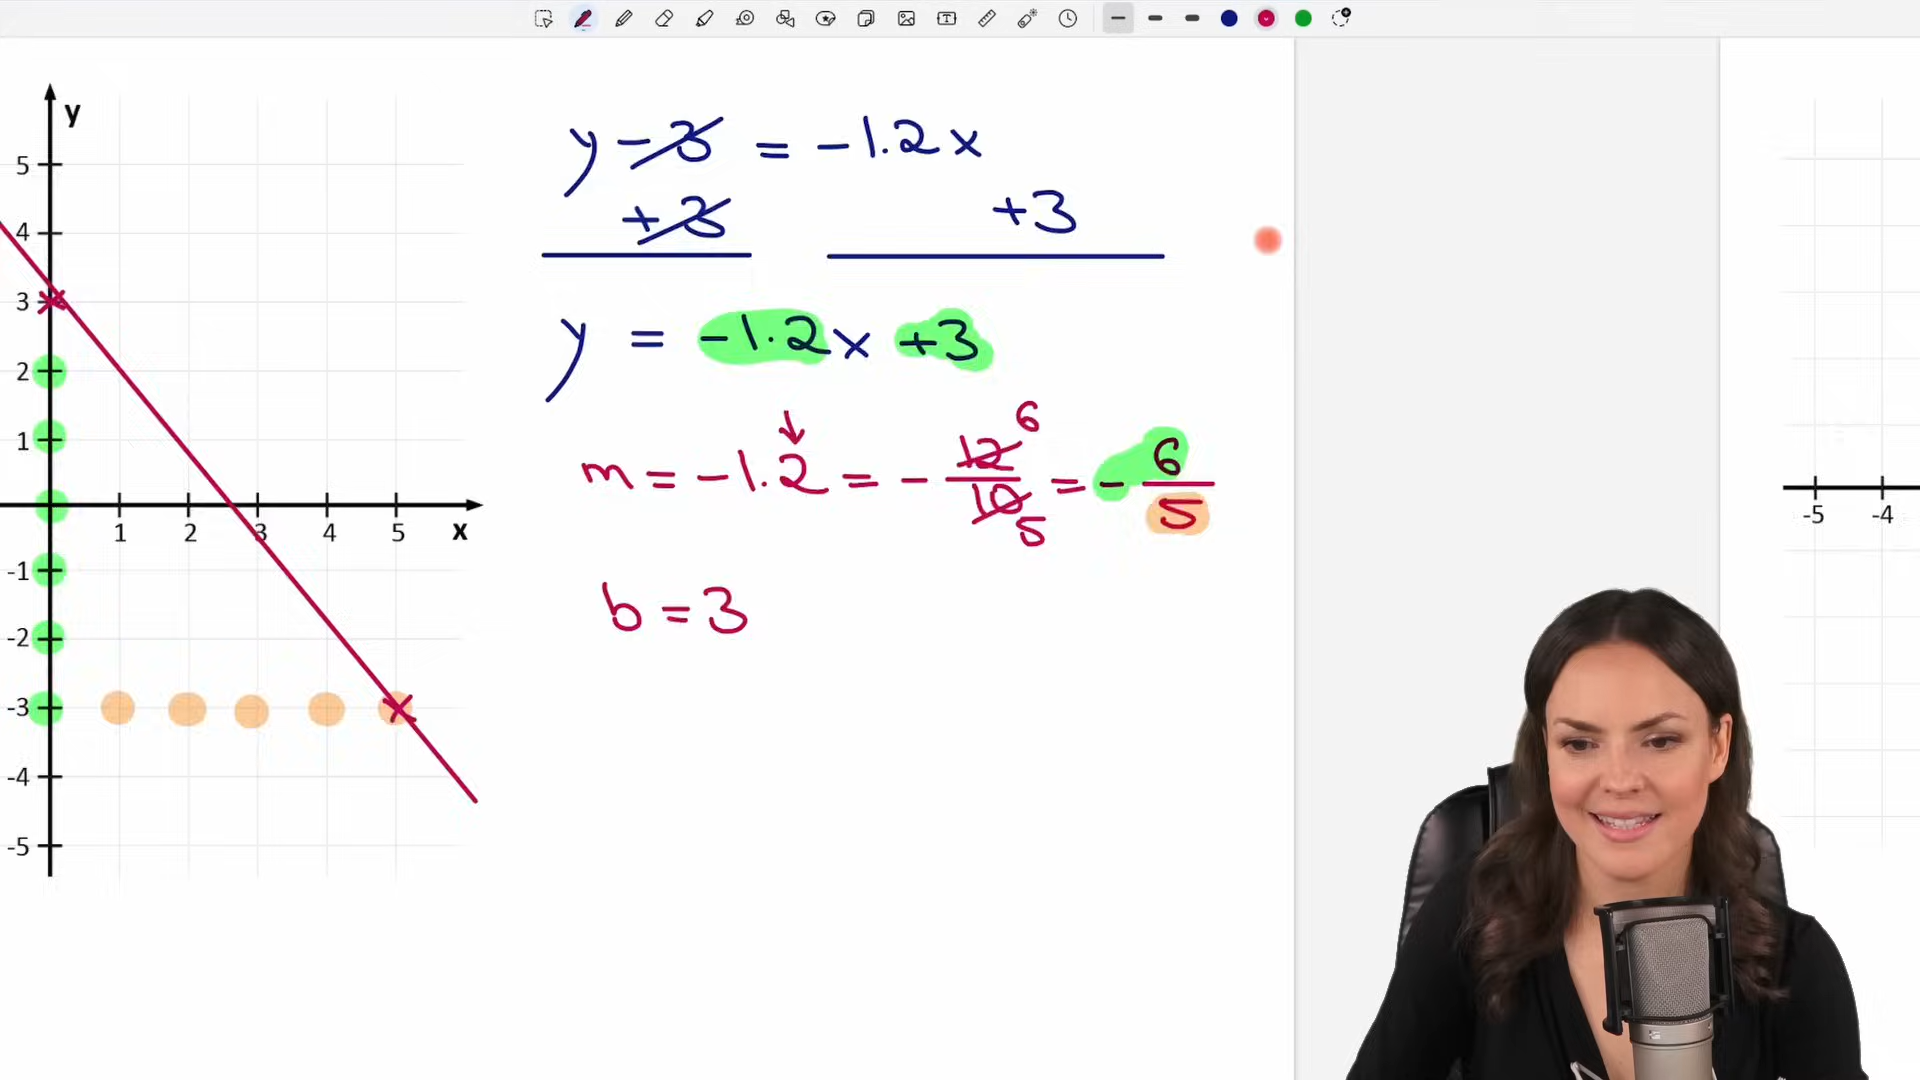 y
5
4
3
2
1
-1
-2
-3
-4
-5
1 2 3 4 5 x
y - 3 = -1.2x
+3 +3
y = -1.2x +3
m = -1.2 = - 12/10 6 5 = - 6/5
b = 3
-5 -4